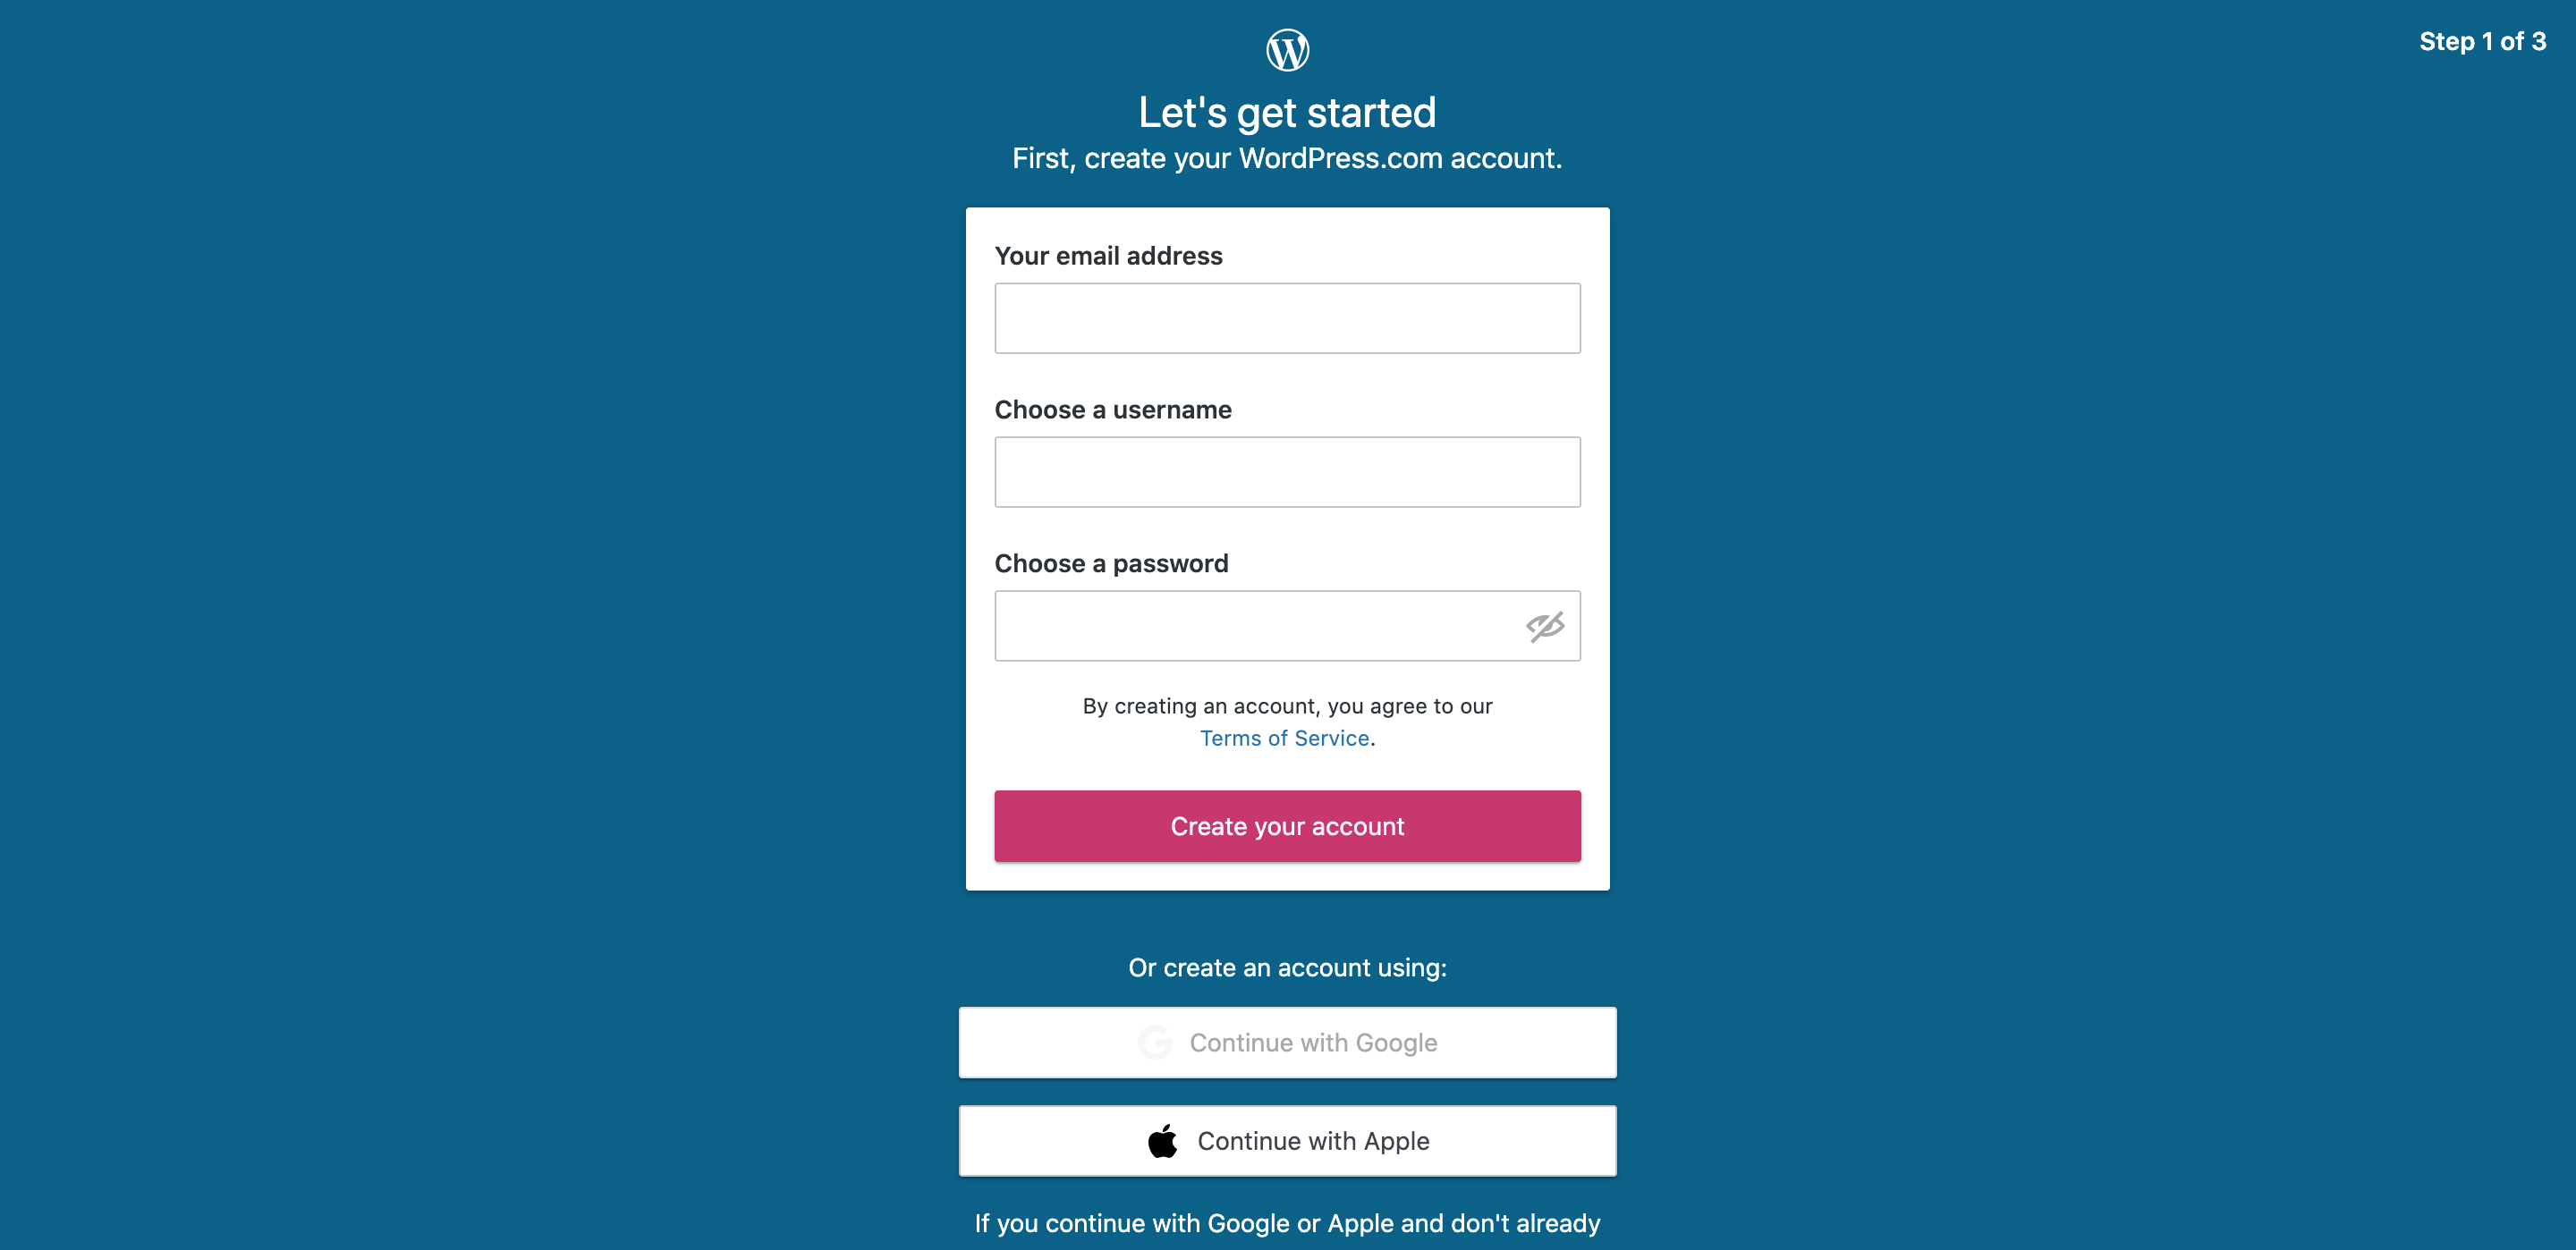 Step 1 of 3
Let's get started
First, create your WordPress.com account.
Your email address
Choose a username
Choose a password
By creating an account, you agree to our
Terms of Service.
Create your account
Or create an account using:
Continue with Google
Continue with Apple
If you continue with Google or Apple and don't already